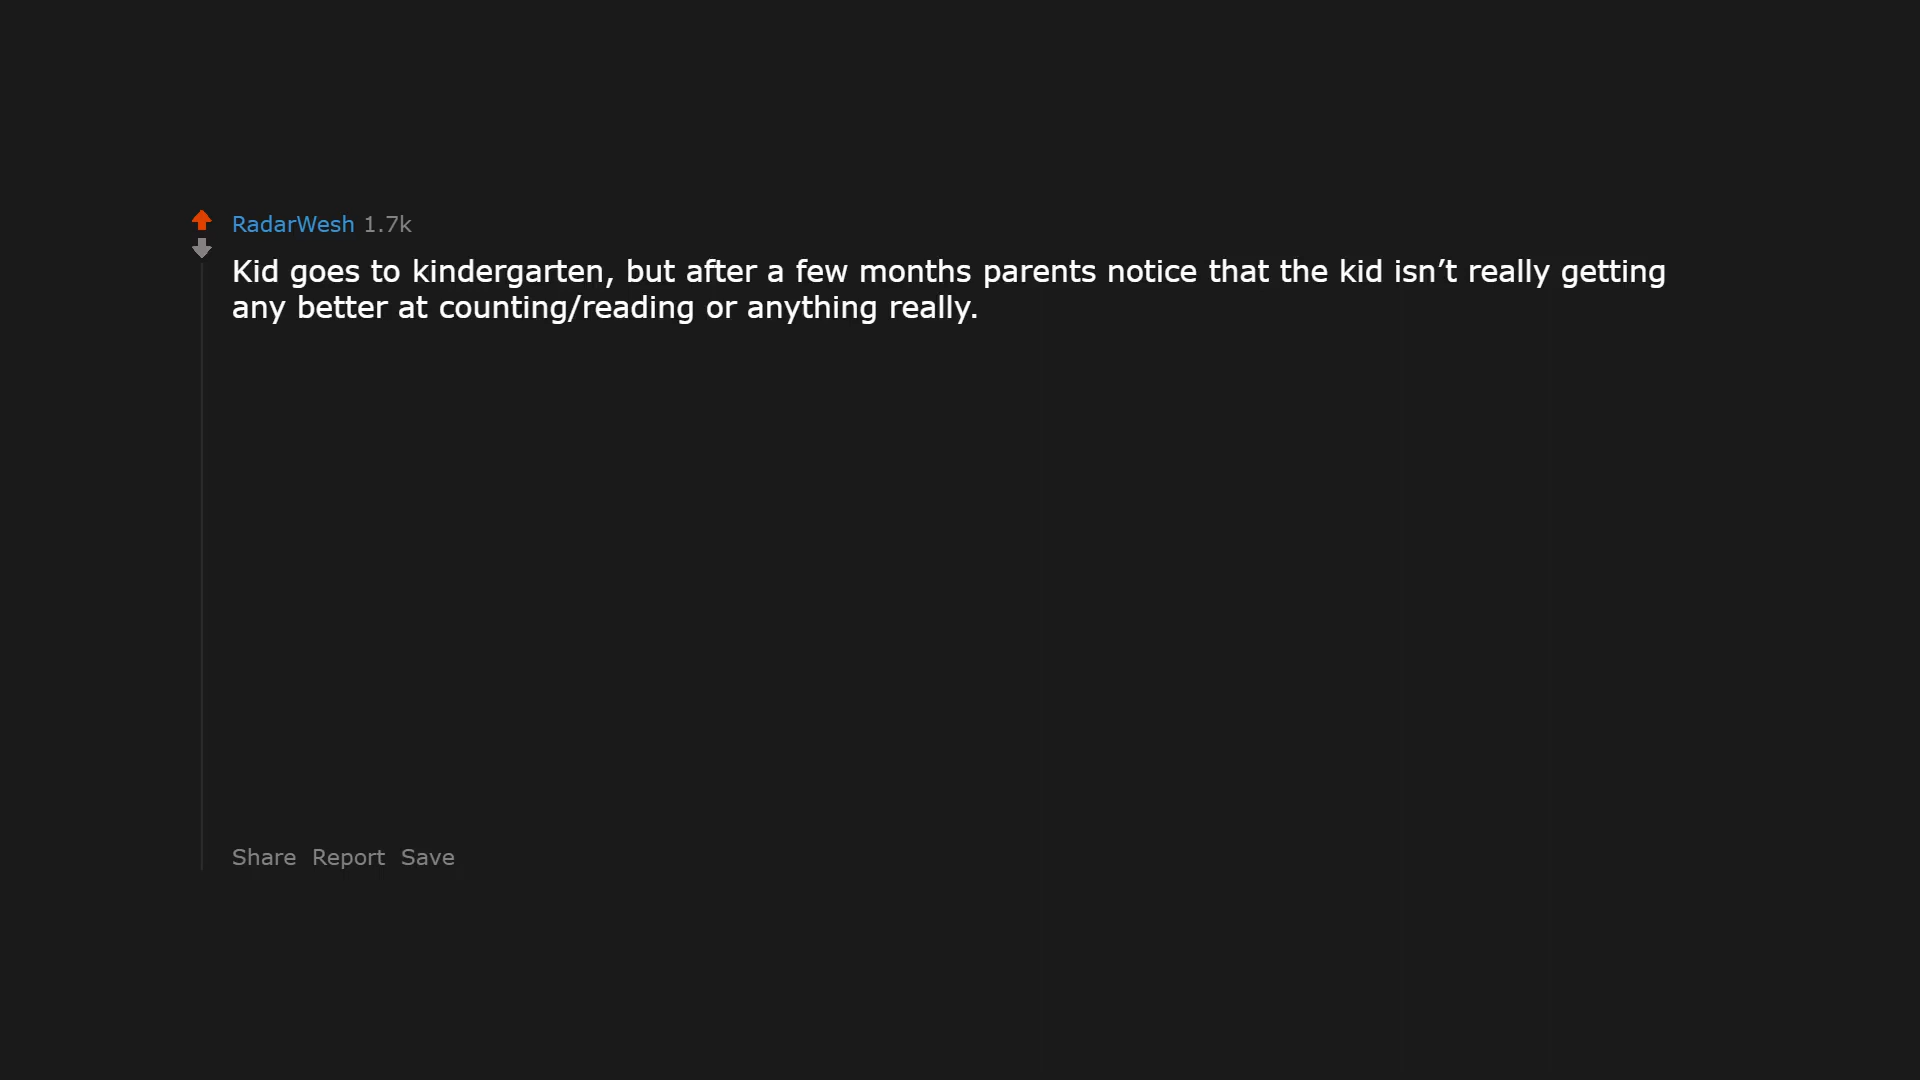 RadarWesh 1.7k
Kid goes to kindergarten, but after a few months parents notice that the kid isn’t really getting
any better at counting/reading or anything really.
Share Report Save